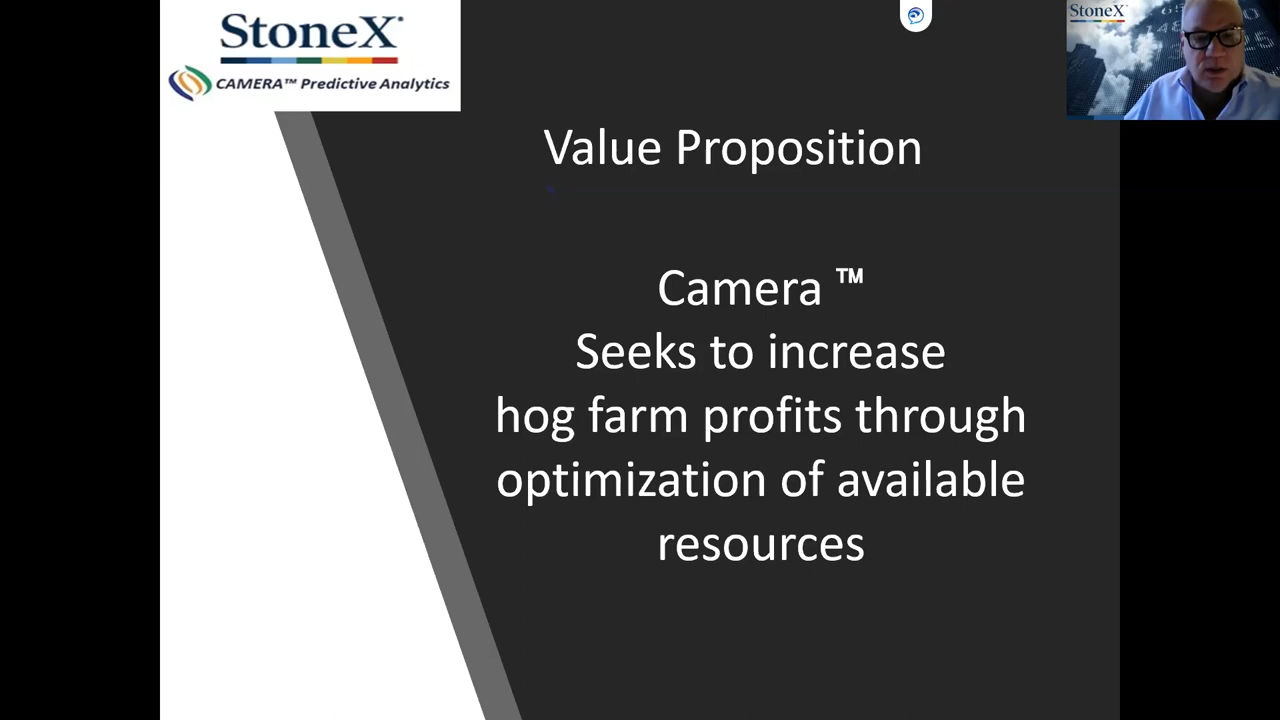 StoneX®
CAMERA™ Predictive Analytics
StoneX
Value Proposition
Camera ™
Seeks to increase
hog farm profits through
optimization of available
resources